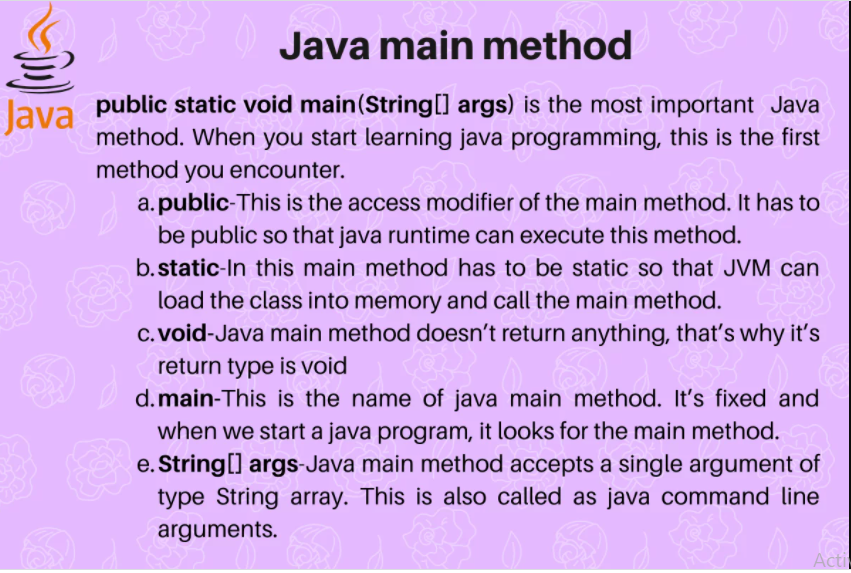 Java main method
Java
public static void main(String[] args) is the most important Java
method. When you start learning java programming, this is the first
method you encounter.
a. public-This is the access modifier of the main method. It has to
be public so that java runtime can execute this method.
b. static-In this main method has to be static so that JVM can
load the class into memory and call the main method.
c. void-Java main method doesn't return anything, that's why it's
return type is void
d. main-This is the name of java main method. It's fixed and
when we start a java program, it looks for the main method.
e. String[] args-Java main method accepts a single argument of
type String array. This is also called as java command line
arguments.